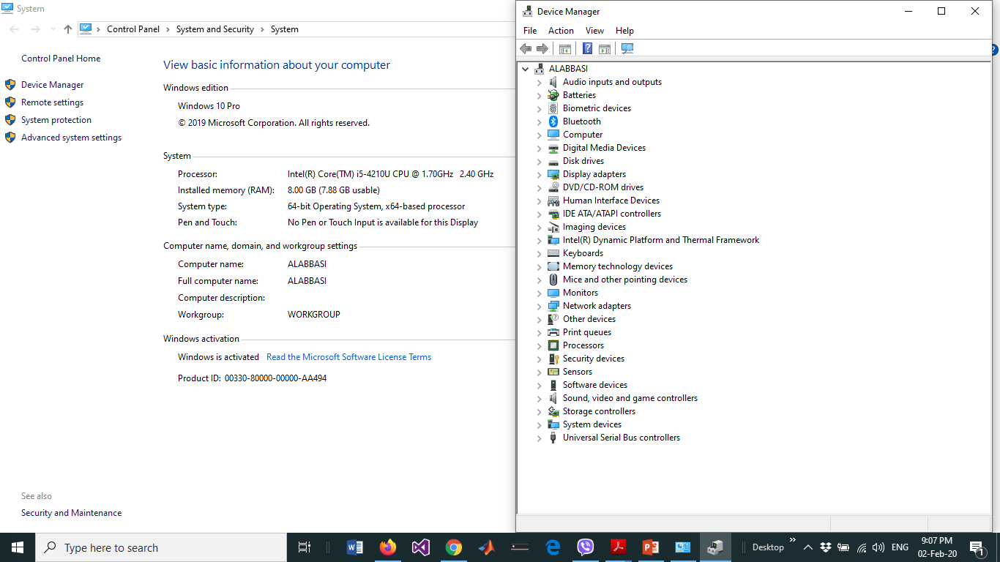 System
Control Panel > System and Security > System
Control Panel Home
Device Manager
Remote settings
System protection
Advanced system settings
View basic information about your computer
Windows edition
Windows 10 Pro
© 2019 Microsoft Corporation. All rights reserved.
System
Processor: Intel(R) Core(TM) i5-4210U CPU @ 1.70GHz 2.40 GHz
Installed memory (RAM): 8.00 GB (7.88 GB usable)
System type: 64-bit Operating System, x64-based processor
Pen and Touch: No Pen or Touch Input is available for this Display
Computer name, domain, and workgroup settings
Computer name: ALABBASI
Full computer name: ALABBASI
Computer description:
Workgroup: WORKGROUP
Windows activation
Windows is activated Read the Microsoft Software License Terms
Product ID: 00330-80000-00000-AA494
See also
Security and Maintenance
Device Manager
File Action View Help
ALABBASI
Audio inputs and outputs
Batteries
Biometric devices
Bluetooth
Computer
Digital Media Devices
Disk drives
Display adapters
DVD/CD-ROM drives
Human Interface Devices
IDE ATA/ATAPI controllers
Imaging devices
Intel(R) Dynamic Platform and Thermal Framework
Keyboards
Memory technology devices
Mice and other pointing devices
Monitors
Network adapters
Other devices
Print queues
Processors
Security devices
Sensors
Software devices
Sound, video and game controllers
Storage controllers
System devices
Universal Serial Bus controllers
Type here to search
Desktop
ENG
9:07 PM
02-Feb-20
1